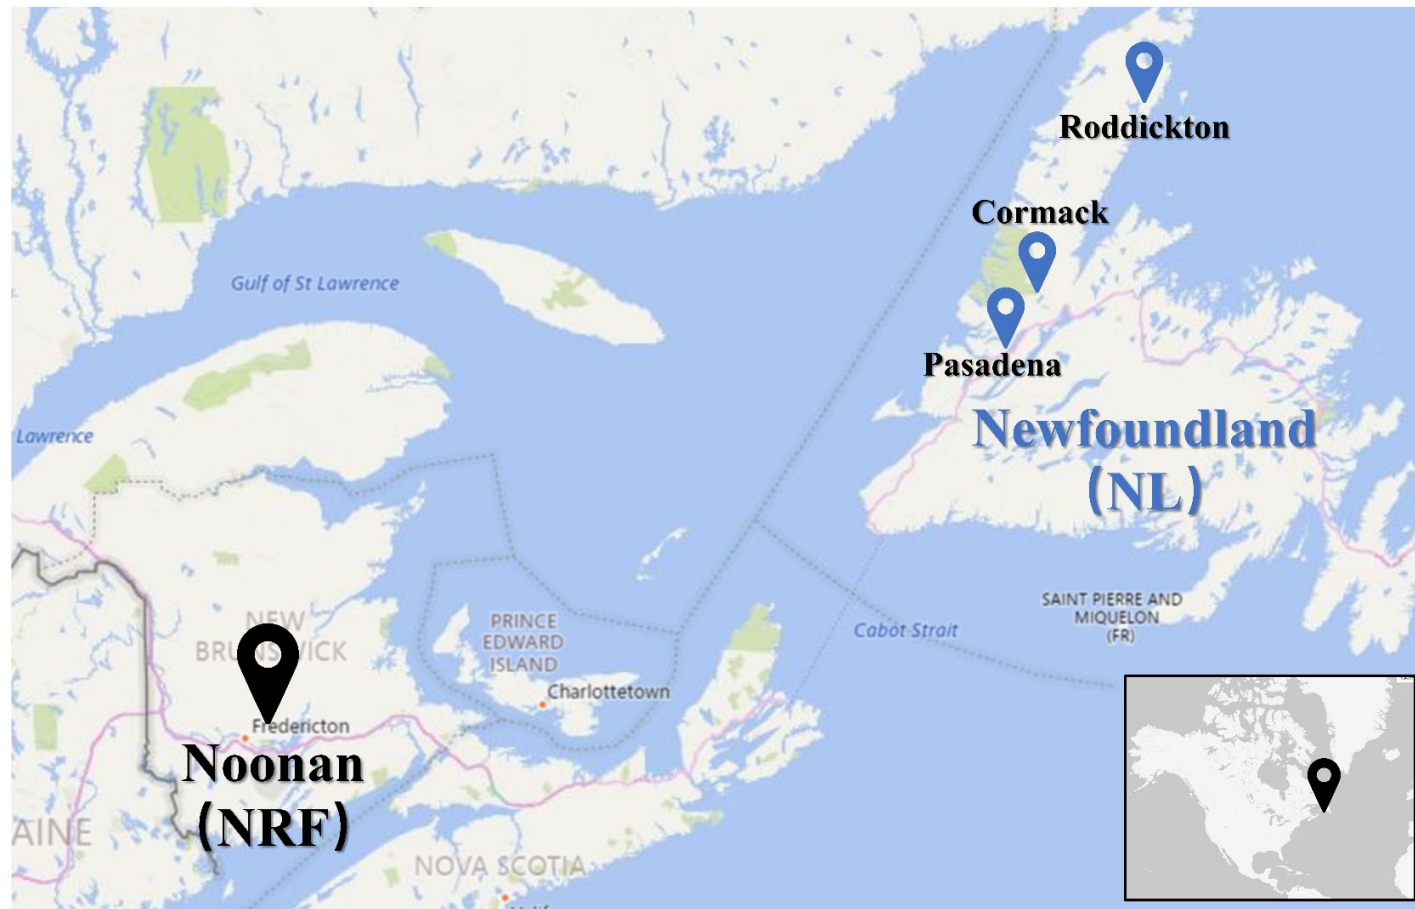 Roddickton
Cormack
Gulf of St Lawrence
Pasadena
Newfoundland
(NL)
Lawrence
SAINT PIERRE AND
MIQUELON
(FR)
Cabot Strait
NEW
BRUNSWICK
PRINCE
EDWARD
ISLAND
Charlottetown
Fredericton
Noonan
(NRF)
AINE
NOVA SCOTIA